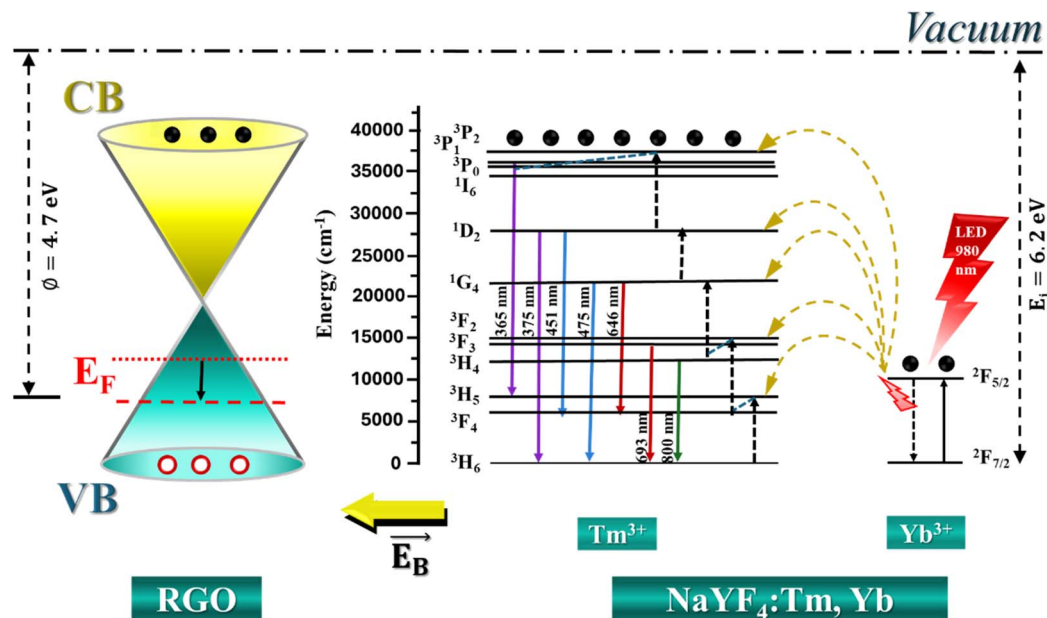 Vacuum
CB
∅ = 4.7 eV
E_F
VB
RGO
Energy (cm⁻¹)
40000
35000
30000
25000
20000
15000
10000
5000
0
³P₂
³P₁
³P₀
¹I₆
¹D₂
¹G₄
³F₂
³F₃
³H₄
³H₅
³F₄
³H₆
365 nm
375 nm
451 nm
475 nm
646 nm
693 nm
800 nm
LED
980
nm
E_i = 6.2 eV
²F₅/₂
²F₇/₂
E_B
Tm³⁺
Yb³⁺
NaYF₄:Tm, Yb